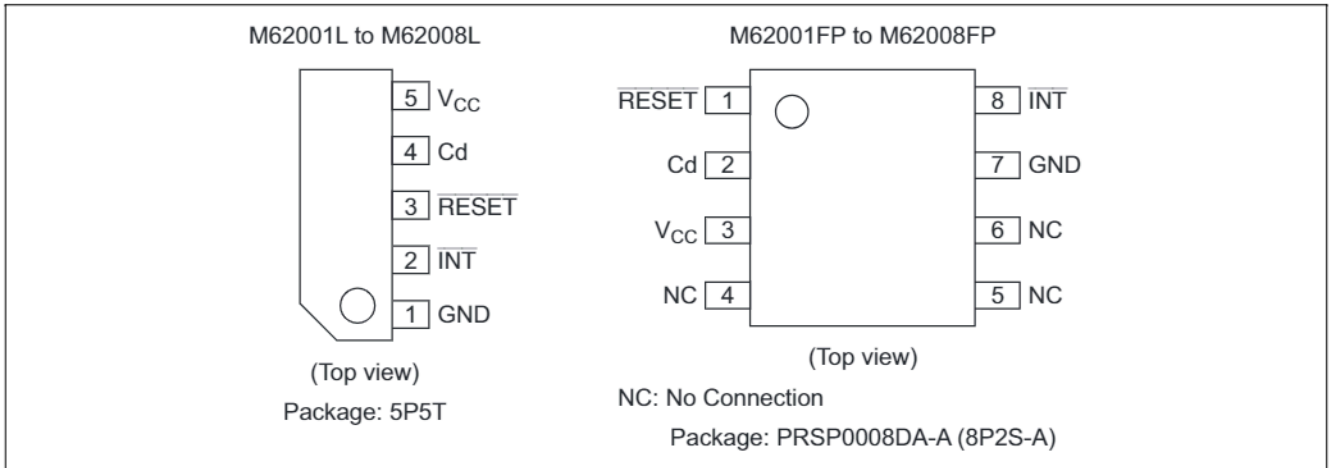 M62001L to M62008L
5 VCC
4 Cd
3 RESET
2 INT
1 GND
(Top view)
Package: 5P5T
M62001FP to M62008FP
RESET 1
Cd 2
VCC 3
NC 4
8 INT
7 GND
6 NC
5 NC
(Top view)
NC: No Connection
Package: PRSP0008DA-A (8P2S-A)